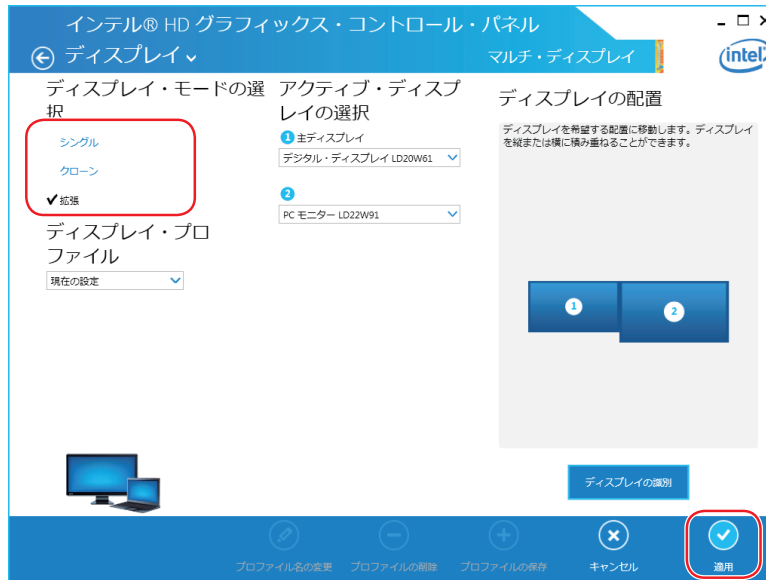 インテル® HD グラフィックス・コントロール・パネル
ディスプレイ
マルチ・ディスプレイ
intel
ディスプレイ・モードの選
択
シングル
クローン
拡張
ディスプレイ・プロ
ファイル
現在の設定
アクティブ・ディスプ
レイの選択
1 主ディスプレイ
デジタル・ディスプレイ LD20W61
2
PC モニター LD22W91
ディスプレイの配置
ディスプレイを希望する配置に移動します。ディスプレイ
を縦または横に積み重ねることができます。
1
2
ディスプレイの識別
プロファイル名の変更
プロファイルの削除
プロファイルの保存
キャンセル
適用